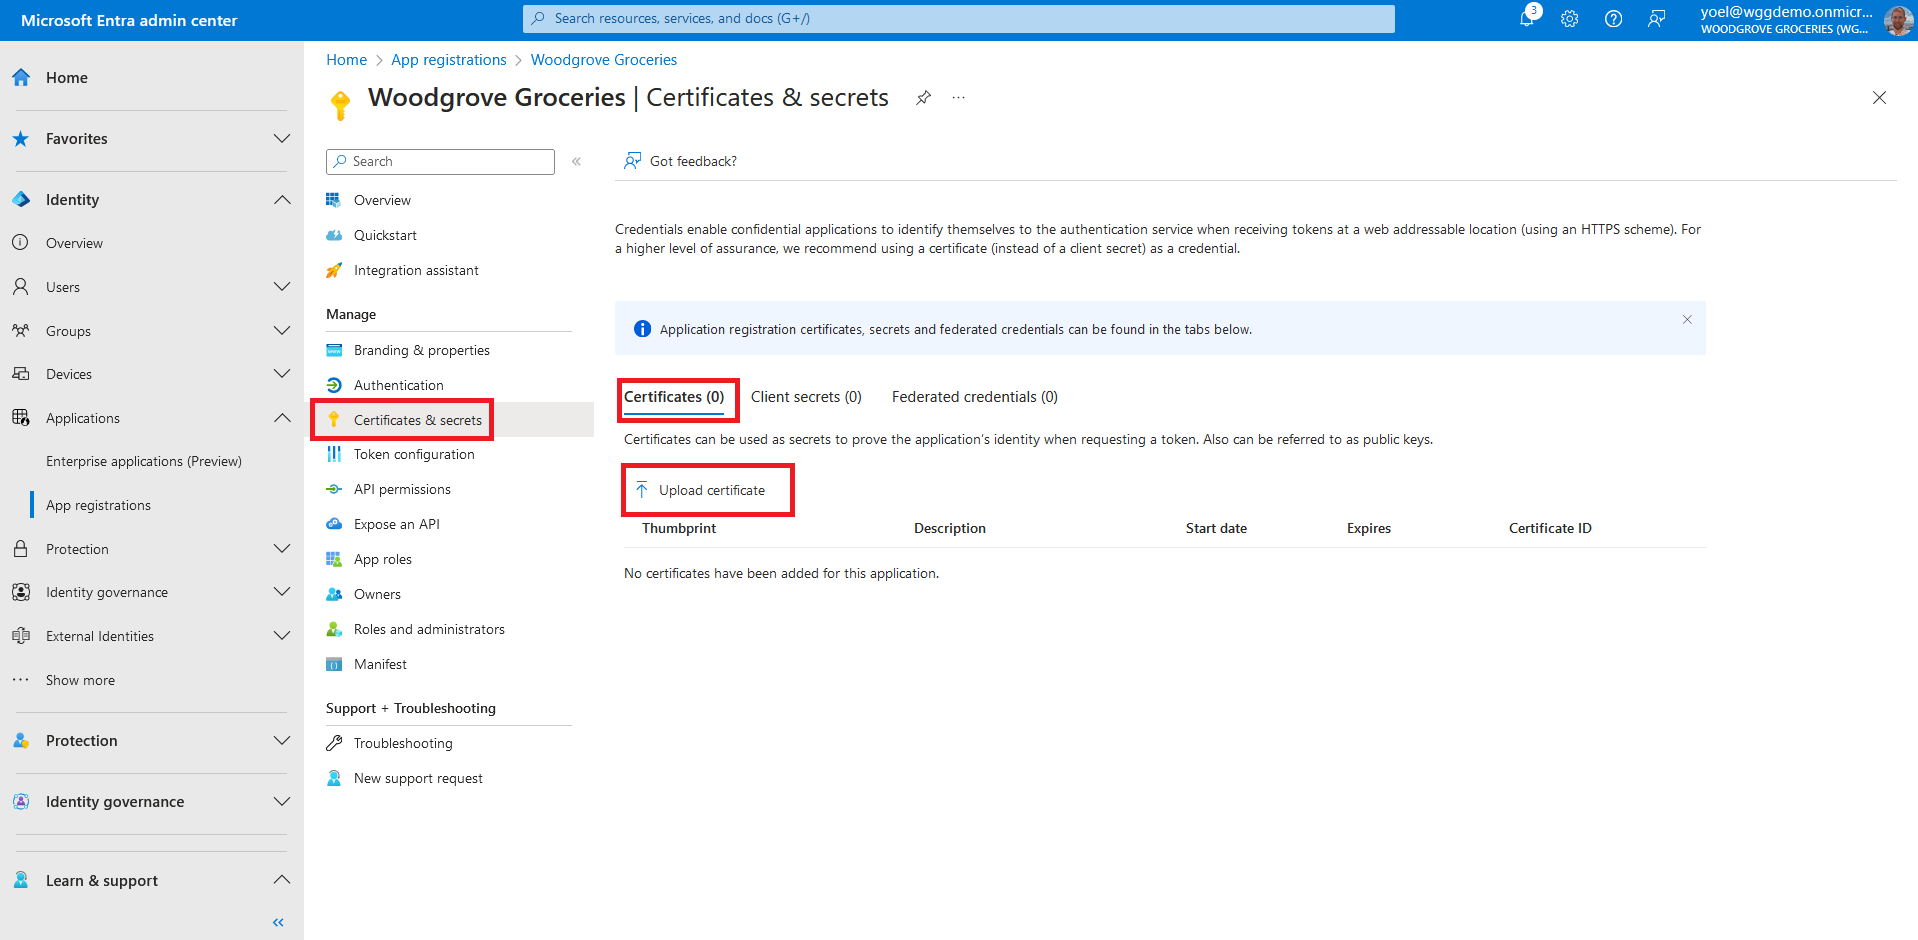 Microsoft Entra admin center
Search resources, services, and docs (G+/)
3
yoel@wggdemo.onmicr...
WOODGROVE GROCERIES (WG...
Home
Favorites
Identity
Overview
Users
Groups
Devices
Applications
Enterprise applications (Preview)
App registrations
Protection
Identity governance
External Identities
Show more
Protection
Identity governance
Learn & support
Home > App registrations > Woodgrove Groceries
Woodgrove Groceries | Certificates & secrets
Search
Overview
Quickstart
Integration assistant
Manage
Branding & properties
Authentication
Certificates & secrets
Token configuration
API permissions
Expose an API
App roles
Owners
Roles and administrators
Manifest
Support + Troubleshooting
Troubleshooting
New support request
Got feedback?
Credentials enable confidential applications to identify themselves to the authentication service when receiving tokens at a web addressable location (using an HTTPS scheme). For
a higher level of assurance, we recommend using a certificate (instead of a client secret) as a credential.
Application registration certificates, secrets and federated credentials can be found in the tabs below.
Certificates (0) Client secrets (0) Federated credentials (0)
Certificates can be used as secrets to prove the application's identity when requesting a token. Also can be referred to as public keys.
Upload certificate
Thumbprint Description Start date Expires Certificate ID
No certificates have been added for this application.